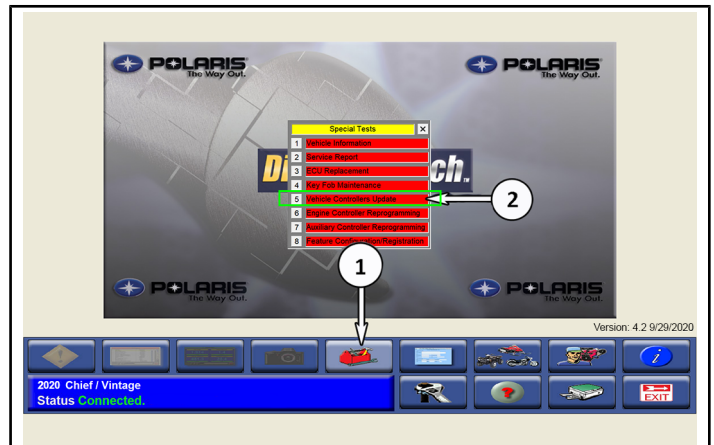 POLARIS
The Way Out.
POLARIS
The Way Out.
Special Tests X
1 Vehicle Information
2 Service Report
3 ECU Replacement
4 Key Fob Maintenance
5 Vehicle Controllers Update
6 Engine Controller Reprogramming
7 Auxiliary Controller Reprogramming
8 Feature Configuration/Registration
Di
ch
2
1
POLARIS
The Way Out.
POLARIS
The Way Out.
Version: 4.2 9/29/2020
2020 Chief / Vintage
Status Connected.
EXIT